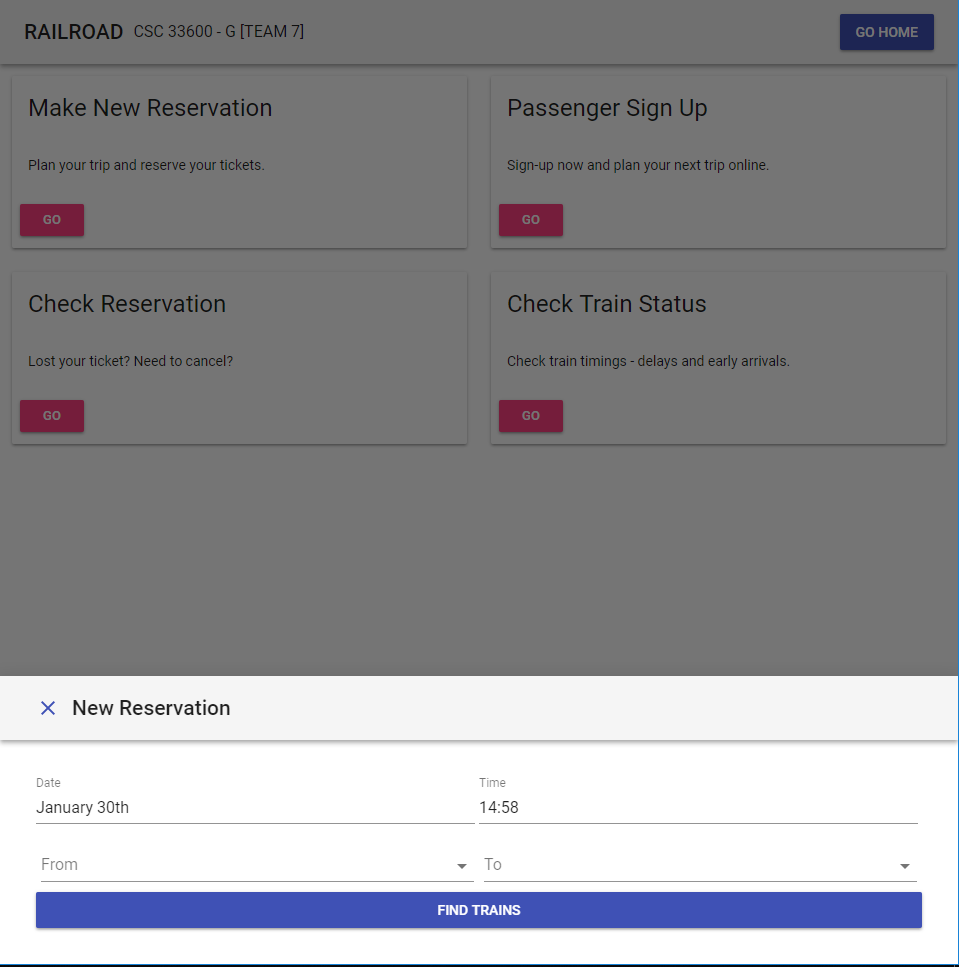 RAILROAD CSC 33600 - G [TEAM 7] GO HOME
Make New Reservation
Plan your trip and reserve your tickets.
GO
Passenger Sign Up
Sign-up now and plan your next trip online.
GO
Check Reservation
Lost your ticket? Need to cancel?
GO
Check Train Status
Check train timings - delays and early arrivals.
GO
New Reservation
Date
January 30th
Time
14:58
From
To
FIND TRAINS